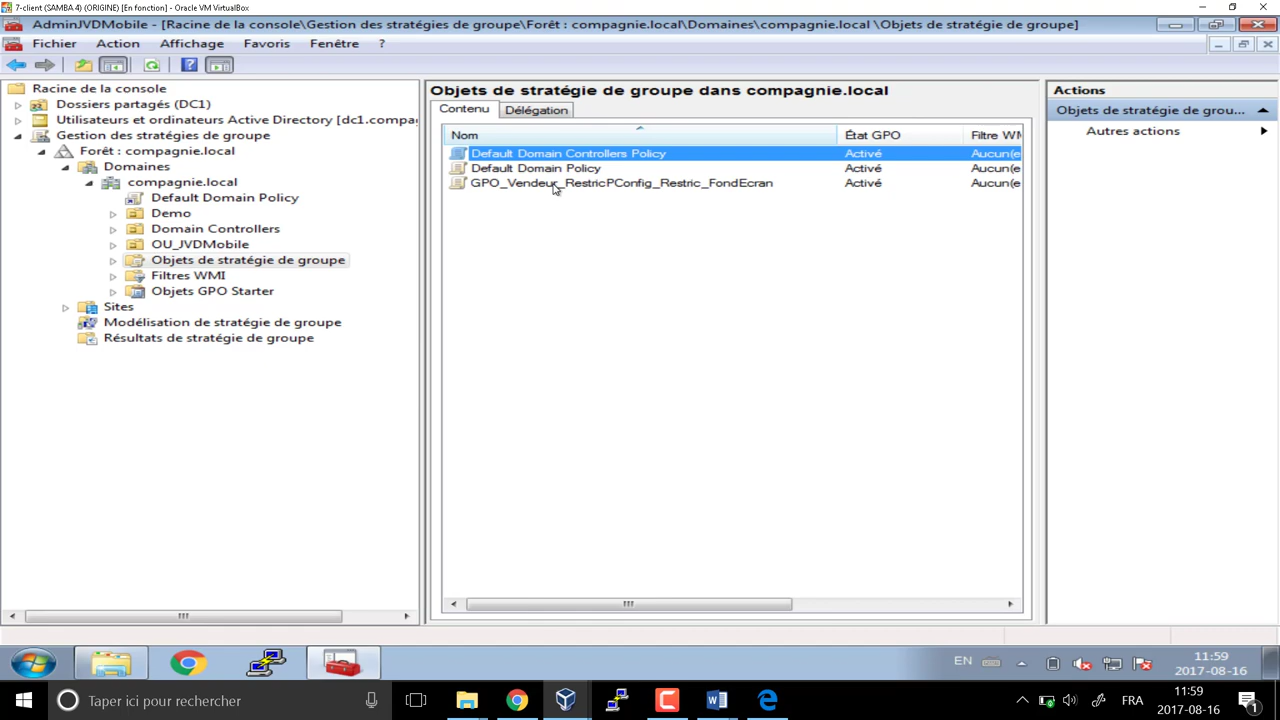 7-client (SAMBA 4) (ORIGINE) [En fonction] - Oracle VM VirtualBox
AdminJVDMobile - [Racine de la console\Gestion des stratégies de groupe\Forêt : compagnie.local\Domaines\compagnie.local \Objets de stratégie de groupe]
Fichier Action Affichage Favoris Fenêtre ?
Racine de la console
Dossiers partagés (DC1)
Utilisateurs et ordinateurs Active Directory [dc1.compa
Gestion des stratégies de groupe
Forêt : compagnie.local
Domaines
compagnie.local
Default Domain Policy
Demo
Domain Controllers
OU_JVDMobile
Objets de stratégie de groupe
Filtres WMI
Objets GPO Starter
Sites
Modélisation de stratégie de groupe
Résultats de stratégie de groupe
Objets de stratégie de groupe dans compagnie.local
Contenu Délégation
Nom État GPO Filtre WM
Default Domain Controllers Policy Activé Aucun(e
Default Domain Policy Activé Aucun(e
GPO_Vendeur_RestricPConfig_Restric_FondEcran Activé Aucun(e
Actions
Objets de stratégie de grou...
Autres actions
EN
11:59
2017-08-16
Taper ici pour rechercher
FRA
11:59
2017-08-16
1